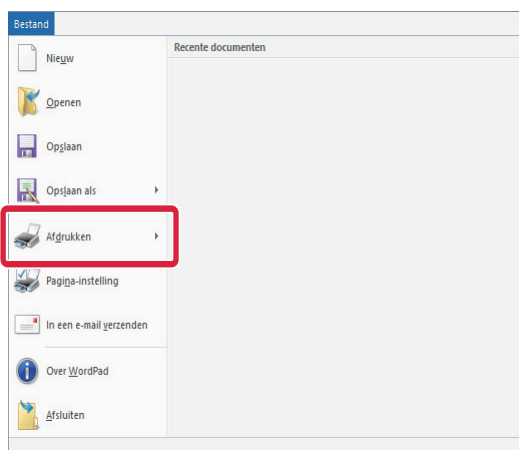 Bestand
Recente documenten
Nieuw
Openen
Opslaan
Opslaan als
Afdrukken
Pagina-instelling
In een e-mail verzenden
Over WordPad
Afsluiten